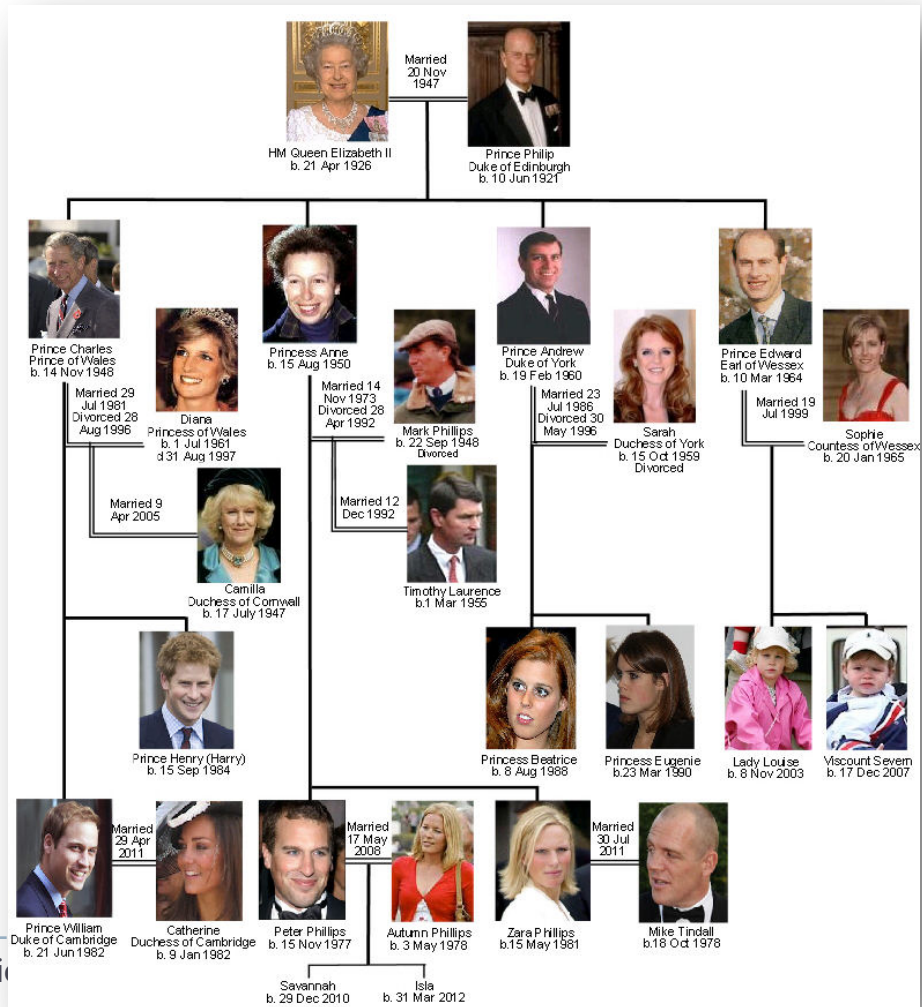 Married
20 Nov
1947
HM Queen Elizabeth II
b. 21 Apr 1926
Prince Philip
Duke of Edinburgh
b. 10 Jun 1921
Prince Charles
Prince of Wales
b. 14 Nov 1948
Princess Anne
b. 15 Aug 1950
Prince Andrew
Duke of York
b. 19 Feb 1960
Prince Edward
Earl of Wessex
b. 10 Mar 1964
Married 29
Jul 1981
Divorced 28
Aug 1996
Diana
Princess of Wales
b. 1 Jul 1961
d 31 Aug 1997
Married 14
Nov 1973
Divorced 28
Apr 1992
Mark Phillips
b. 22 Sep 1948
Divorced
Married 23
Jul 1986
Divorced 30
May 1996
Sarah
Duchess of York
b. 15 Oct 1959
Divorced
Married 19
Jul 1999
Sophie
Countess of Wessex
b. 20 Jan 1965
Married 9
Apr 2005
Camilla
Duchess of Cornwall
b. 17 July 1947
Married 12
Dec 1992
Timothy Laurence
b.1 Mar 1955
Prince Henry (Harry)
b. 15 Sep 1984
Princess Beatrice
b. 8 Aug 1988
Princess Eugenie
b.23 Mar 1990
Lady Louise
b. 8 Nov 2003
Viscount Severn
b. 17 Dec 2007
Married
29 Apr
2011
Married
17 May
2008
Married
30 Jul
2011
Prince William
Duke of Cambridge
b. 21 Jun 1982
Catherine
Duchess of Cambridge
b. 9 Jan 1982
Peter Phillips
b. 15 Nov 1977
Autumn Phillips
b. 3 May 1978
Zara Phillips
b.15 May 1981
Mike Tindall
b.18 Oct 1978
Savannah
b. 29 Dec 2010
Isla
b. 31 Mar 2012